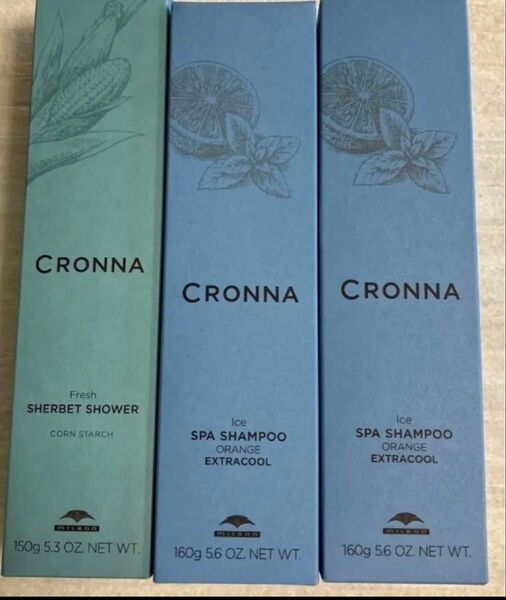 CRONNA
Fresh
SHERBET SHOWER
CORN STARCH
MILBON
150g 5.3 OZ. NET WT.
CRONNA
Ice
SPA SHAMPOO
ORANGE
EXTRACOOL
MILBON
160g 5.6 OZ. NET WT.
CRONNA
Ice
SPA SHAMPOO
ORANGE
EXTRACOOL
MILBON
160g 5.6 OZ. NET WT.